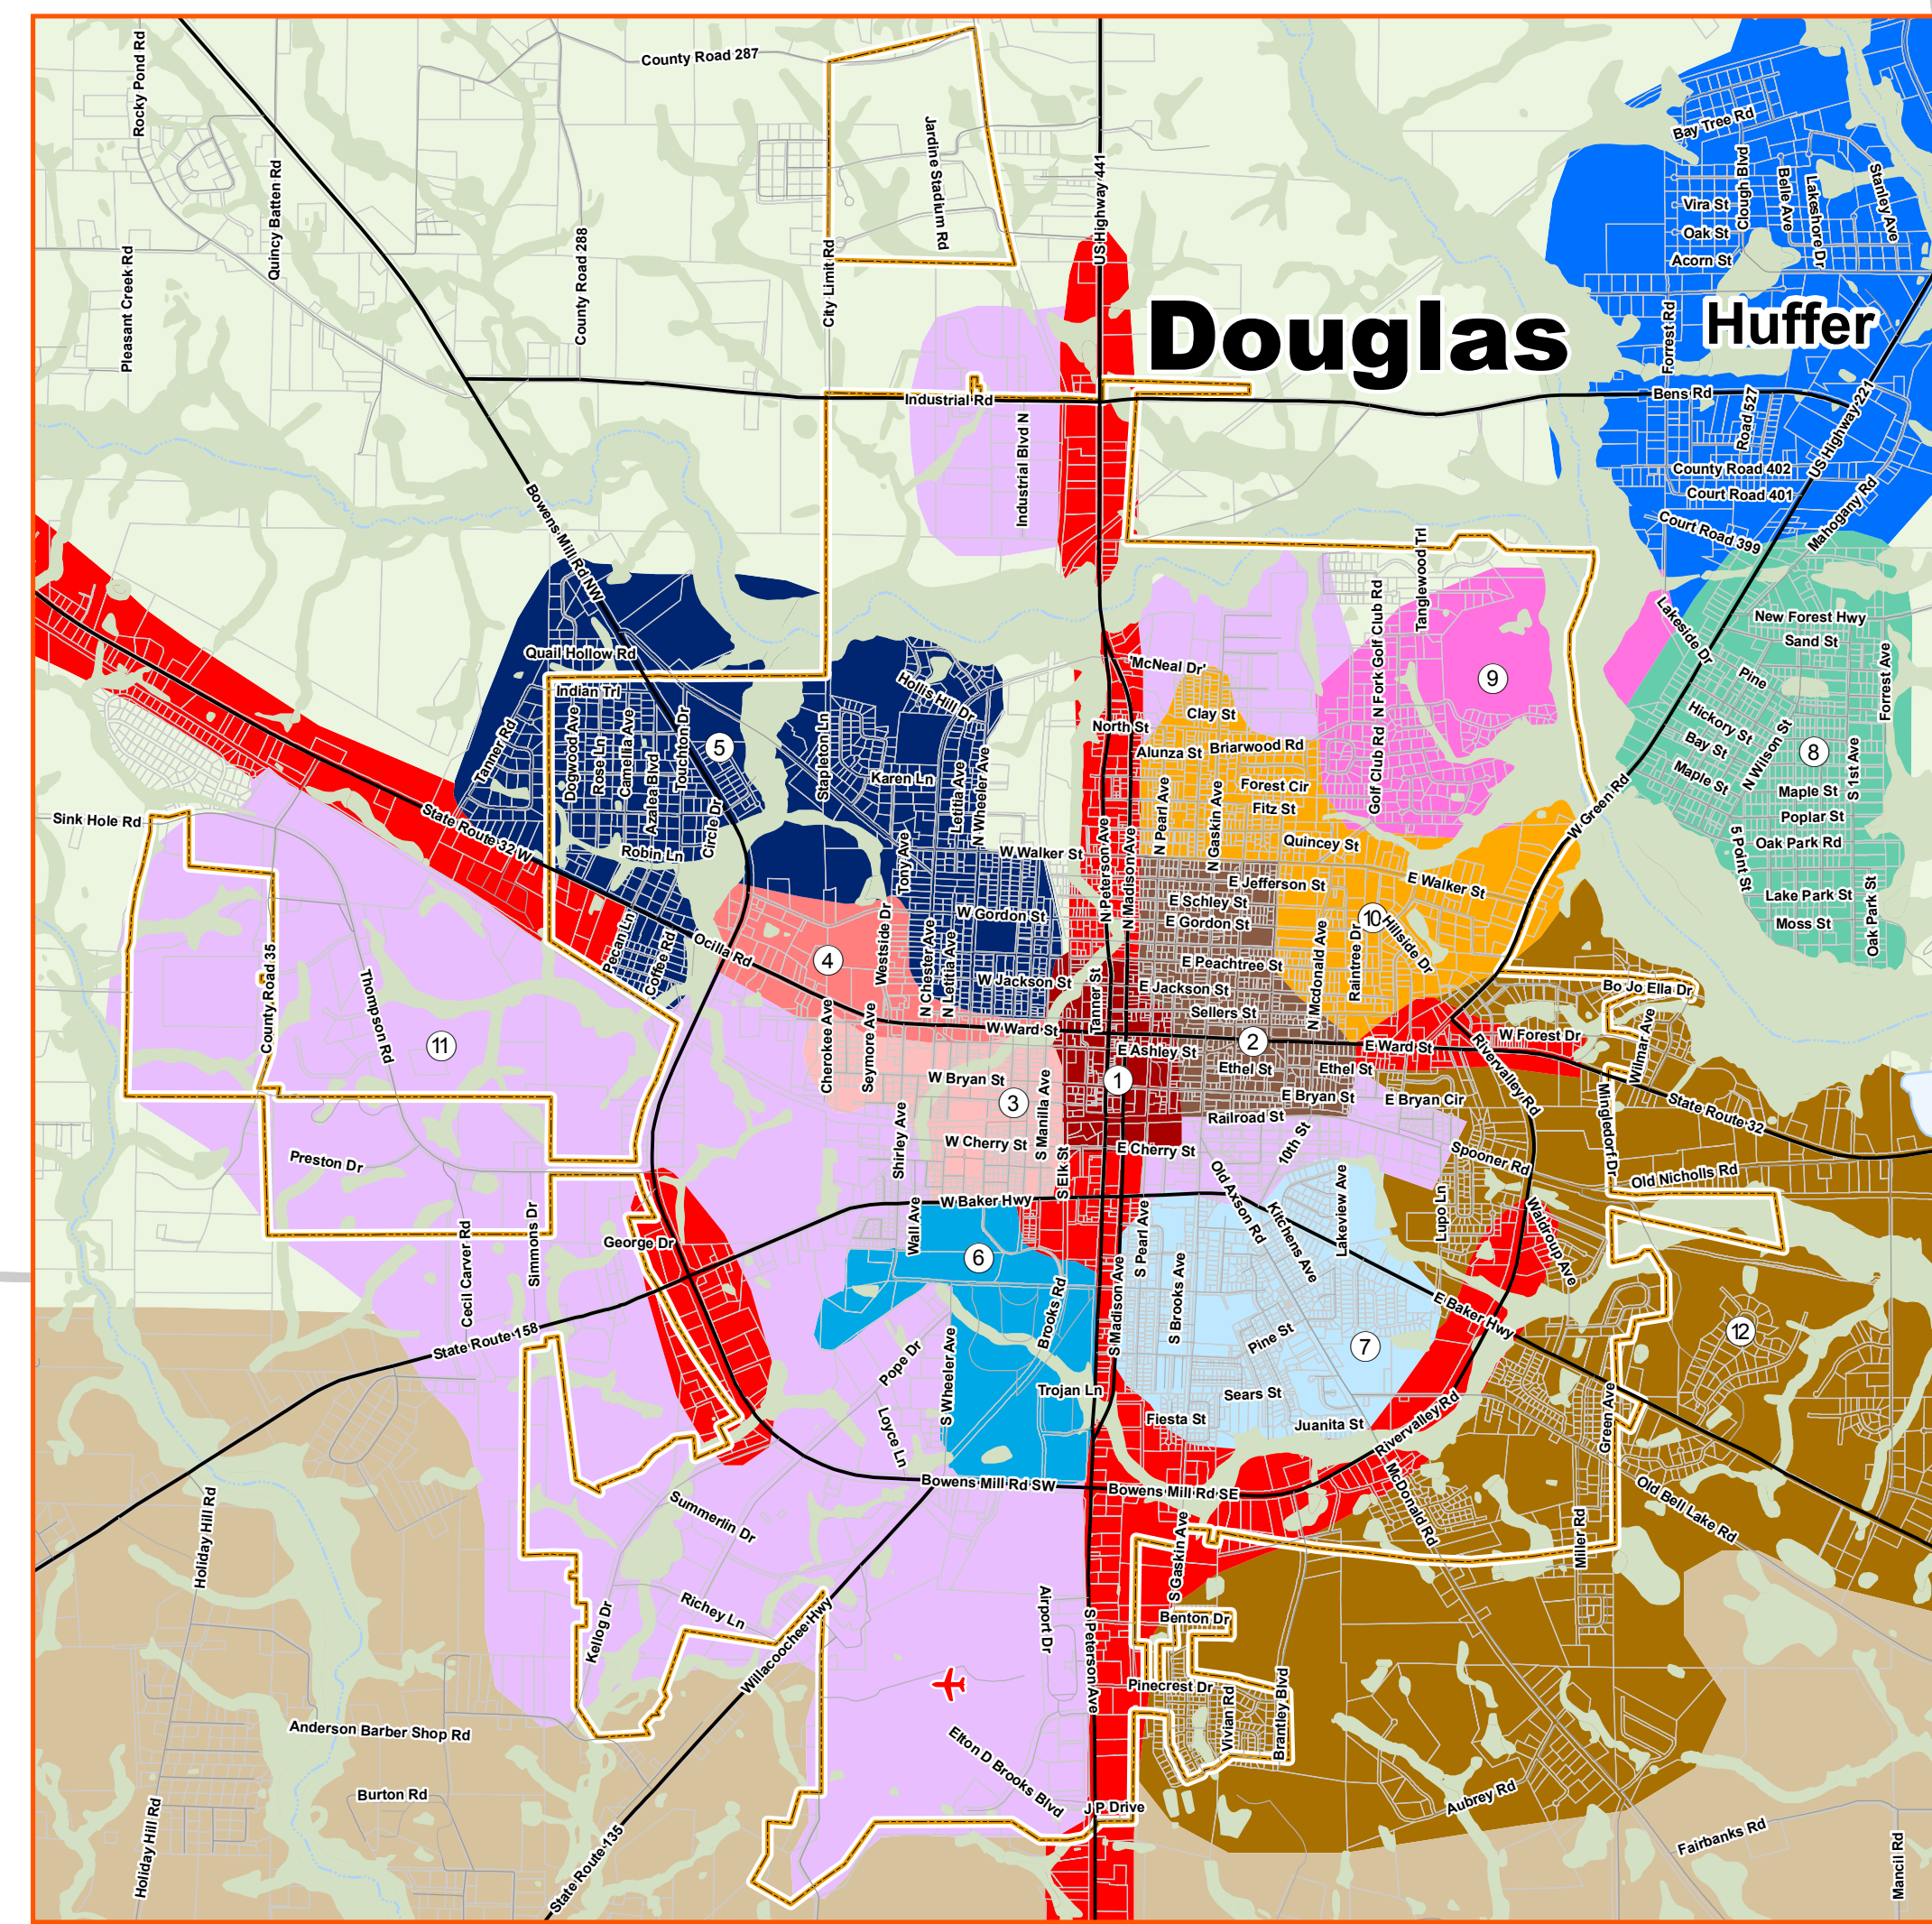 Rocky Pond Rd
County Road 287
Jardine Stadium Rd
US Highway 441
Bay Tree Rd
Quincy Batten Rd
Clough Blvd
Belle Ave
Lakeshore Dr
Stanley Ave
Vira St
Oak St
Acorn St
Pleasant Creek Rd
County Road 288
City Limit Rd
Douglas
Huffer
Forrest Rd
Industrial Rd
Bens Rd
Road 527
US Highway 221
Industrial Blvd N
County Road 402
Court Road 401
Mahogany Rd
Court Road 399
Bowens Mill Rd NW
Tanglewood Trl
N Fork Golf Club Rd
Lakeside Dr
New Forest Hwy
Sand St
Quail Hollow Rd
'McNeal Dr'
Forrest Ave
Pine
9
Indian Trl
Hollis Hill Dr
Clay St
North St
Hickory St
Bay St
N Wilson St
8
Tanner Rd
Dogwood Ave
Rose Ln
Camellia Ave
Azalea Blvd
Touchton Dr
5
Stapleton Ln
Alunza St
Briarwood Rd
Golf Club Rd
Karen Ln
Lettia Ave
N Wheeler Ave
Forest Cir
Fitz St
Maple St
Maple St
S 1st Ave
W Green Rd
N Pearl Ave
N Gaskin Ave
Poplar St
Sink Hole Rd
State Route 32 W
Robin Ln
Circle Dr
Tony Ave
W Walker St
Quincey St
Oak Park Rd
5 Point St
N Peterson Ave
N Madison Ave
E Jefferson St
E Walker St
Lake Park St
E Schley St
W Gordon St
E Gordon St
10
Hillside Dr
Moss St
Oak Park St
Pecan Ln
Coffee Rd
Ocilla Rd
4
Westside Dr
N Chester Ave
N Lettia Ave
W Jackson St
E Peachtree St
N Mcdonald Ave
Raintree Dr
Tanner St
E Jackson St
Bo Jo Ella Dr
County Road 35
Thompson Rd
11
Cherokee Ave
Seymore Ave
W Ward St
Sellers St
2
E Ward St
W Forest Dr
Wilmar Ave
E Ashley St
Ethel St
Ethel St
W Bryan St
3
S Manilla Ave
1
E Bryan St
E Bryan Cir
Rivervalley Rd
Mingledorf Dr
State Route 32
Railroad St
Shirley Ave
W Cherry St
E Cherry St
10th St
Spooner Rd
Preston Dr
S Elk St
Old Axson Rd
Old Nicholls Rd
W Baker Hwy
Lakeview Ave
Kitchens Ave
Lupo Ln
Waldroup Ave
Wall Ave
6
S Pearl Ave
George Dr
Simmons Dr
Cecil Carver Rd
Brooks Rd
S Madison Ave
S Brooks Ave
E Baker Hwy
State Route 158
Pine St
7
12
Pope Dr
S Wheeler Ave
Trojan Ln
Sears St
Fiesta St
Juanita St
Loyce Ln
Rivervalley Rd
Green Ave
Bowens Mill Rd SW
Bowens Mill Rd SE
McDonald Rd
Old Bell Lake Rd
Holiday Hill Rd
Summerlin Dr
S Gaskin Ave
Miller Rd
Kellog Dr
Richey Ln
Willacoochee Hwy
Airport Dr
S Peterson Ave
Benton Dr
Pinecrest Dr
Vivian Rd
Brantley Blvd
Anderson Barber Shop Rd
Elton D Brooks Blvd
Burton Rd
J P Drive
Aubrey Rd
Holiday Hill Rd
State Route 135
Fairbanks Rd
Mancil Rd